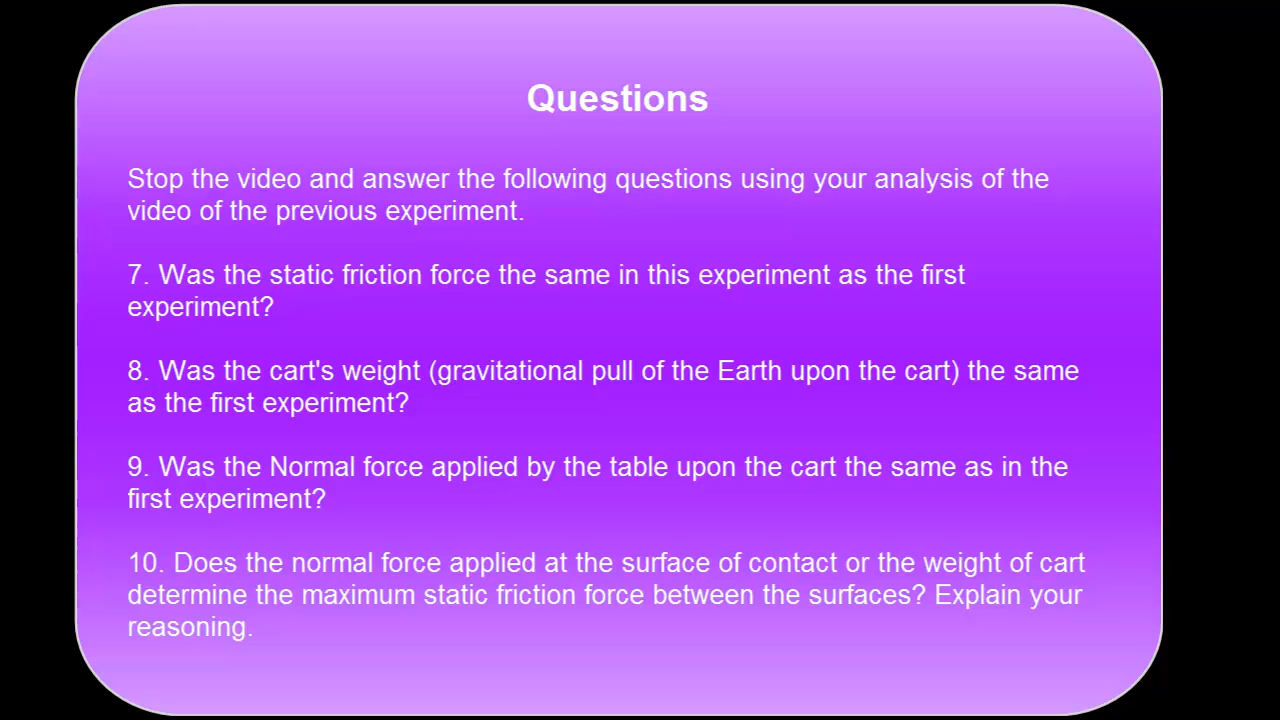 Questions
Stop the video and answer the following questions using your analysis of the
video of the previous experiment.
7. Was the static friction force the same in this experiment as the first
experiment?
8. Was the cart's weight (gravitational pull of the Earth upon the cart) the same
as the first experiment?
9. Was the Normal force applied by the table upon the cart the same as in the
first experiment?
10. Does the normal force applied at the surface of contact or the weight of cart
determine the maximum static friction force between the surfaces? Explain your
reasoning.